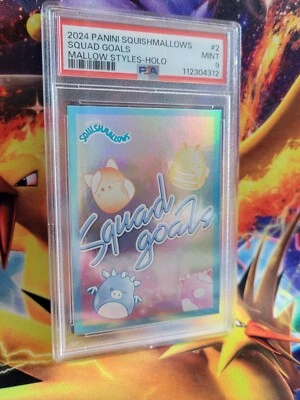 2024 PANINI SQUISHMALLOWS #2
SQUAD GOALS MINT
MALLOW STYLES-HOLO 9
PSA 112304312
SQUISHMALLOWS
Squad
goals